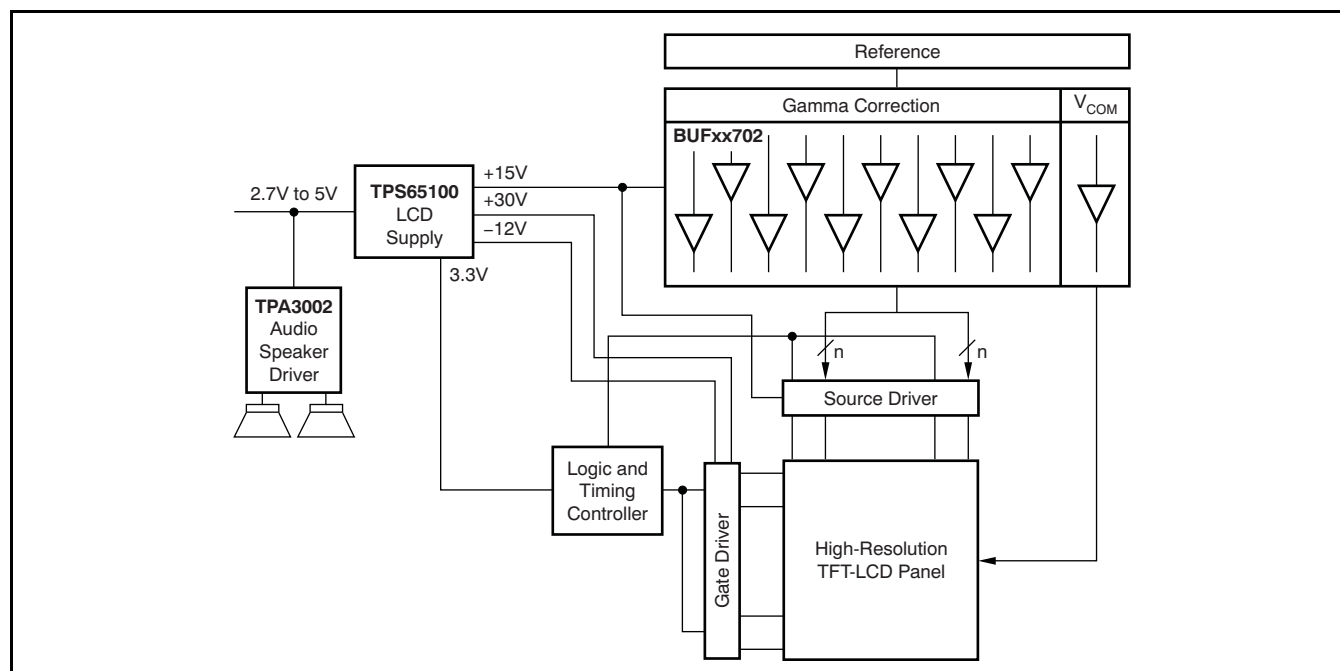 Reference
Gamma Correction
VCOM
BUFxx702
2.7V to 5V
TPS65100
LCD
Supply
+15V
+30V
−12V
3.3V
TPA3002
Audio
Speaker
Driver
n
n
Source Driver
Logic and
Timing
Controller
Gate Driver
High-Resolution
TFT-LCD Panel